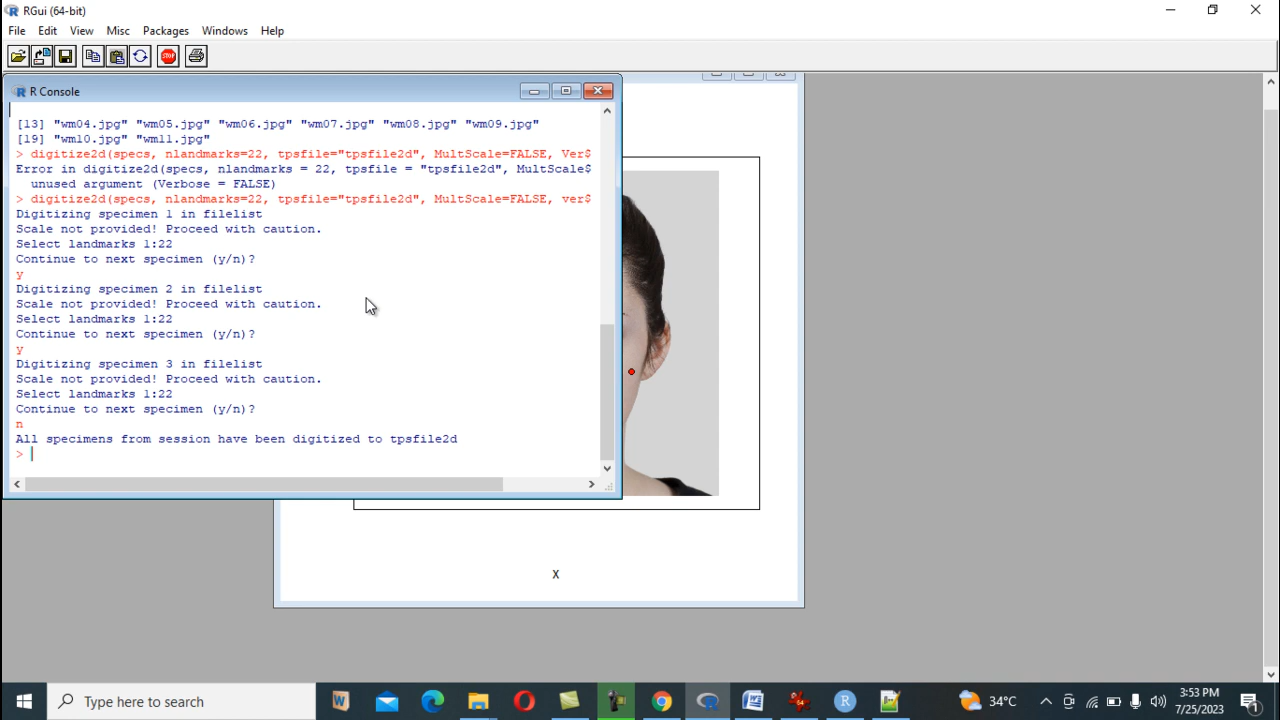 RGui (64-bit)
File Edit View Misc Packages Windows Help
STOP
R Console
[13] "wm04.jpg" "wm05.jpg" "wm06.jpg" "wm07.jpg" "wm08.jpg" "wm09.jpg"
[19] "wm10.jpg" "wm11.jpg"
> digitize2d(specs, nlandmarks=22, tpsfile="tpsfile2d", MultScale=FALSE, Ver$
Error in digitize2d(specs, nlandmarks = 22, tpsfile = "tpsfile2d", MultScale$
unused argument (Verbose = FALSE)
> digitize2d(specs, nlandmarks=22, tpsfile="tpsfile2d", MultScale=FALSE, ver$
Digitizing specimen 1 in filelist
Scale not provided! Proceed with caution.
Select landmarks 1:22
Continue to next specimen (y/n)?
y
Digitizing specimen 2 in filelist
Scale not provided! Proceed with caution.
Select landmarks 1:22
Continue to next specimen (y/n)?
y
Digitizing specimen 3 in filelist
Scale not provided! Proceed with caution.
Select landmarks 1:22
Continue to next specimen (y/n)?
n
All specimens from session have been digitized to tpsfile2d
>
X
Type here to search
34°C
3:53 PM
7/25/2023
1